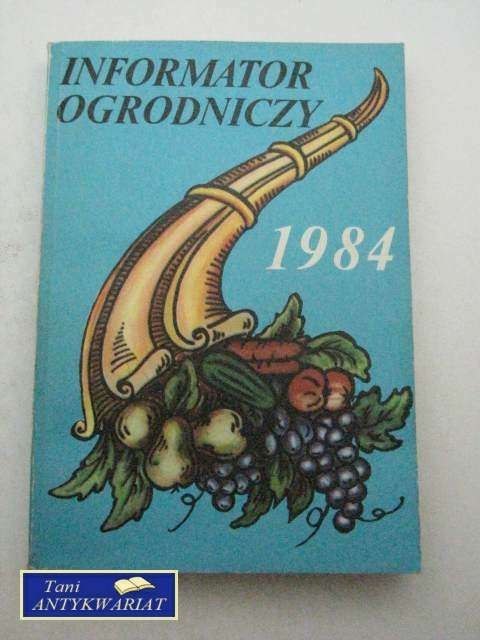 INFORMATOR
OGRODNICZY
1984
Tani
ANTYKWARIAT